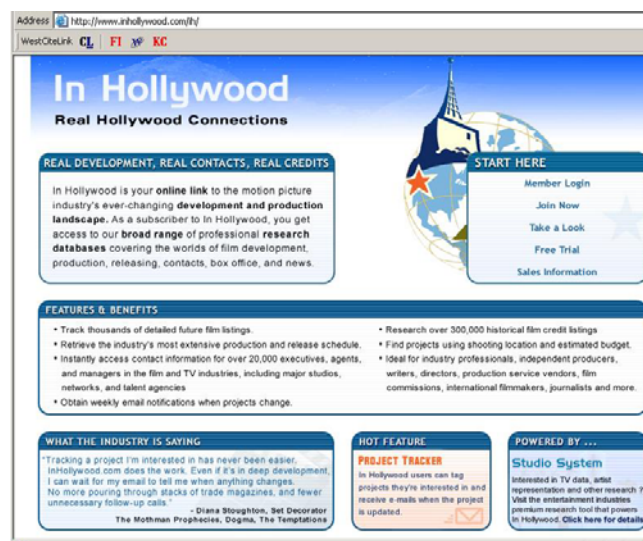 Address http://www.inhollywood.com/ih/
WestCiteLink CL FI KC
In Hollywood
Real Hollywood Connections
REAL DEVELOPMENT, REAL CONTACTS, REAL CREDITS
In Hollywood is your online link to the motion picture
industry's ever-changing development and production
landscape. As a subscriber to In Hollywood, you get
access to our broad range of professional research
databases covering the worlds of film development,
production, releasing, contacts, box office, and news.
START HERE
Member Login
Join Now
Take a Look
Free Trial
Sales Information
FEATURES & BENEFITS
• Track thousands of detailed future film listings.
• Retrieve the industry's most extensive production and release schedule.
• Instantly access contact information for over 20,000 executives, agents,
and managers in the film and TV industries, including major studios,
networks, and talent agencies
• Obtain weekly email notifications when projects change.
• Research over 300,000 historical film credit listings
• Find projects using shooting location and estimated budget.
• Ideal for industry professionals, independent producers,
writers, directors, production service vendors, film
commissions, international filmmakers, journalists and more.
WHAT THE INDUSTRY IS SAYING
"Tracking a project I'm interested in has never been easier,
InHollywood.com does the work. Even if it's in deep development,
I can wait for my email to tell me when anything changes.
No more pouring through stacks of trade magazines, and fewer
unnecessary follow-up calls."
- Diana Stoughton, Set Decorator
The Mothman Prophecies, Dogma, The Temptations
HOT FEATURE
PROJECT TRACKER
In Hollywood users can tag
projects they're interested in and
receive e-mails when the project
is updated.
POWERED BY ...
Studio System
Interested in TV data, artist
representation and other research ?
Visit the entertainment industries
premium research tool that powers
In Hollywood. Click here for details